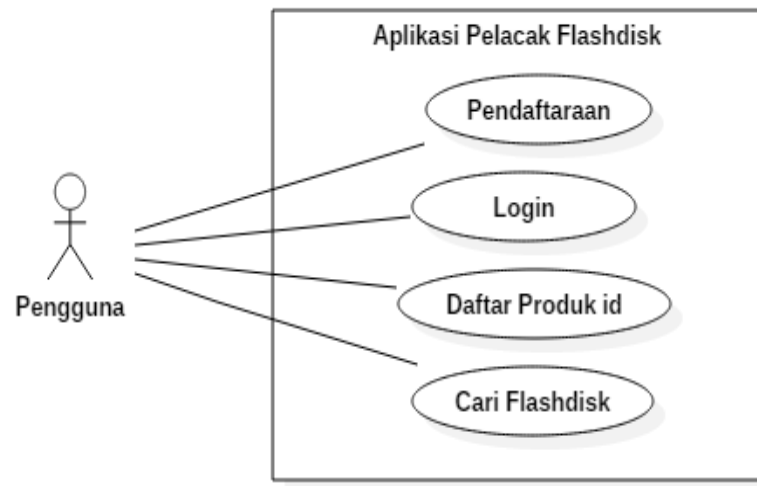 Aplikasi Pelacak Flashdisk
Pendaftaraan
Login
Pengguna
Daftar Produk id
Cari Flashdisk